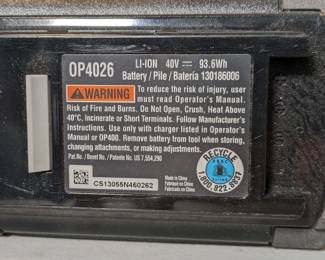 OP4026
LI-ION 40V 93.6Wh
Battery / Pile / Batería 130186006
WARNING To reduce the risk of injury, user
must read Operator's Manual.
Risk of Fire and Burns. Do Not Open, Crush, Heat Above
40°C, Incinerate or Short Terminals. Follow Manufacturer's
Instructions. Use only with charger listed in Operator's
Manual or OP400. Remove battery from tool when storing,
changing attachments, or making adjustments.
Pat. No. / Brevet No. / Patente No. US 7,554,290
CS13055N460262
Made in China
Fabriqué en Chine
Fabricado en China
RECYCLE
RBRC
Li-Ion
1.800.822.8837